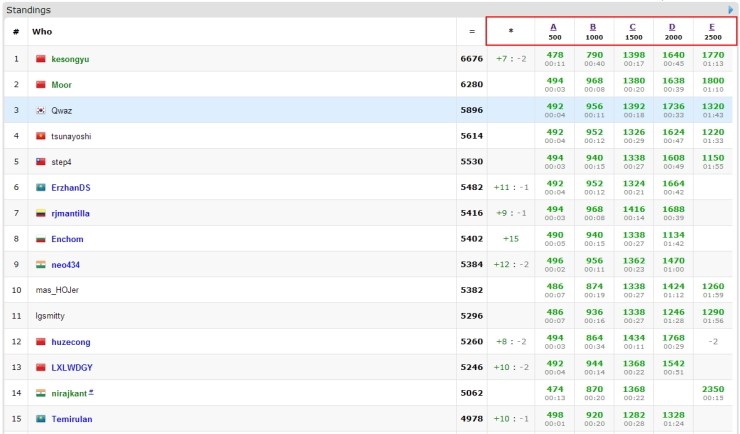 Standings
# Who = * A B C D E
500 1000 1500 2000 2500
1 kesongyu 6676 +7 : -2 478 790 1398 1640 1770
00:11 00:40 00:17 00:45 01:13
2 Moor 6280 494 968 1380 1638 1800
00:03 00:08 00:20 00:39 01:10
3 Qwaz 5896 492 956 1392 1736 1320
00:04 00:11 00:18 00:33 01:43
4 tsunayoshi 5614 492 952 1326 1624 1220
00:04 00:12 00:29 00:47 01:33
5 step4 5530 494 940 1338 1608 1150
00:03 00:15 00:27 00:49 01:55
6 ErzhanDS 5482 +11 : -1 492 952 1324 1664
00:04 00:12 00:21 00:42
7 rjmantilla 5416 +9 : -1 494 968 1416 1688
00:03 00:08 00:14 00:39
8 Enchom 5402 +15 490 940 1338 1134
00:05 00:15 00:27 01:42
9 neo434 5384 +12 : -2 496 956 1362 1470
00:02 00:11 00:23 01:00
10 mas_HOJer 5382 486 874 1338 1424 1260
00:07 00:19 00:27 01:12 01:59
11 lgsmitty 5296 486 936 1338 1246 1290
00:07 00:16 00:27 01:28 01:56
12 huzecong 5260 +8 : -2 494 864 1434 1768 -2
00:03 00:34 00:11 00:29
13 LXLWDGY 5246 +10 : -2 492 944 1368 1542
00:04 00:14 00:22 00:51
14 nirajkant # 5062 474 870 1368 2350
00:13 00:20 00:22 00:15
15 Temirulan 4978 +10 : -1 498 920 1282 1328
00:01 00:20 00:28 01:24